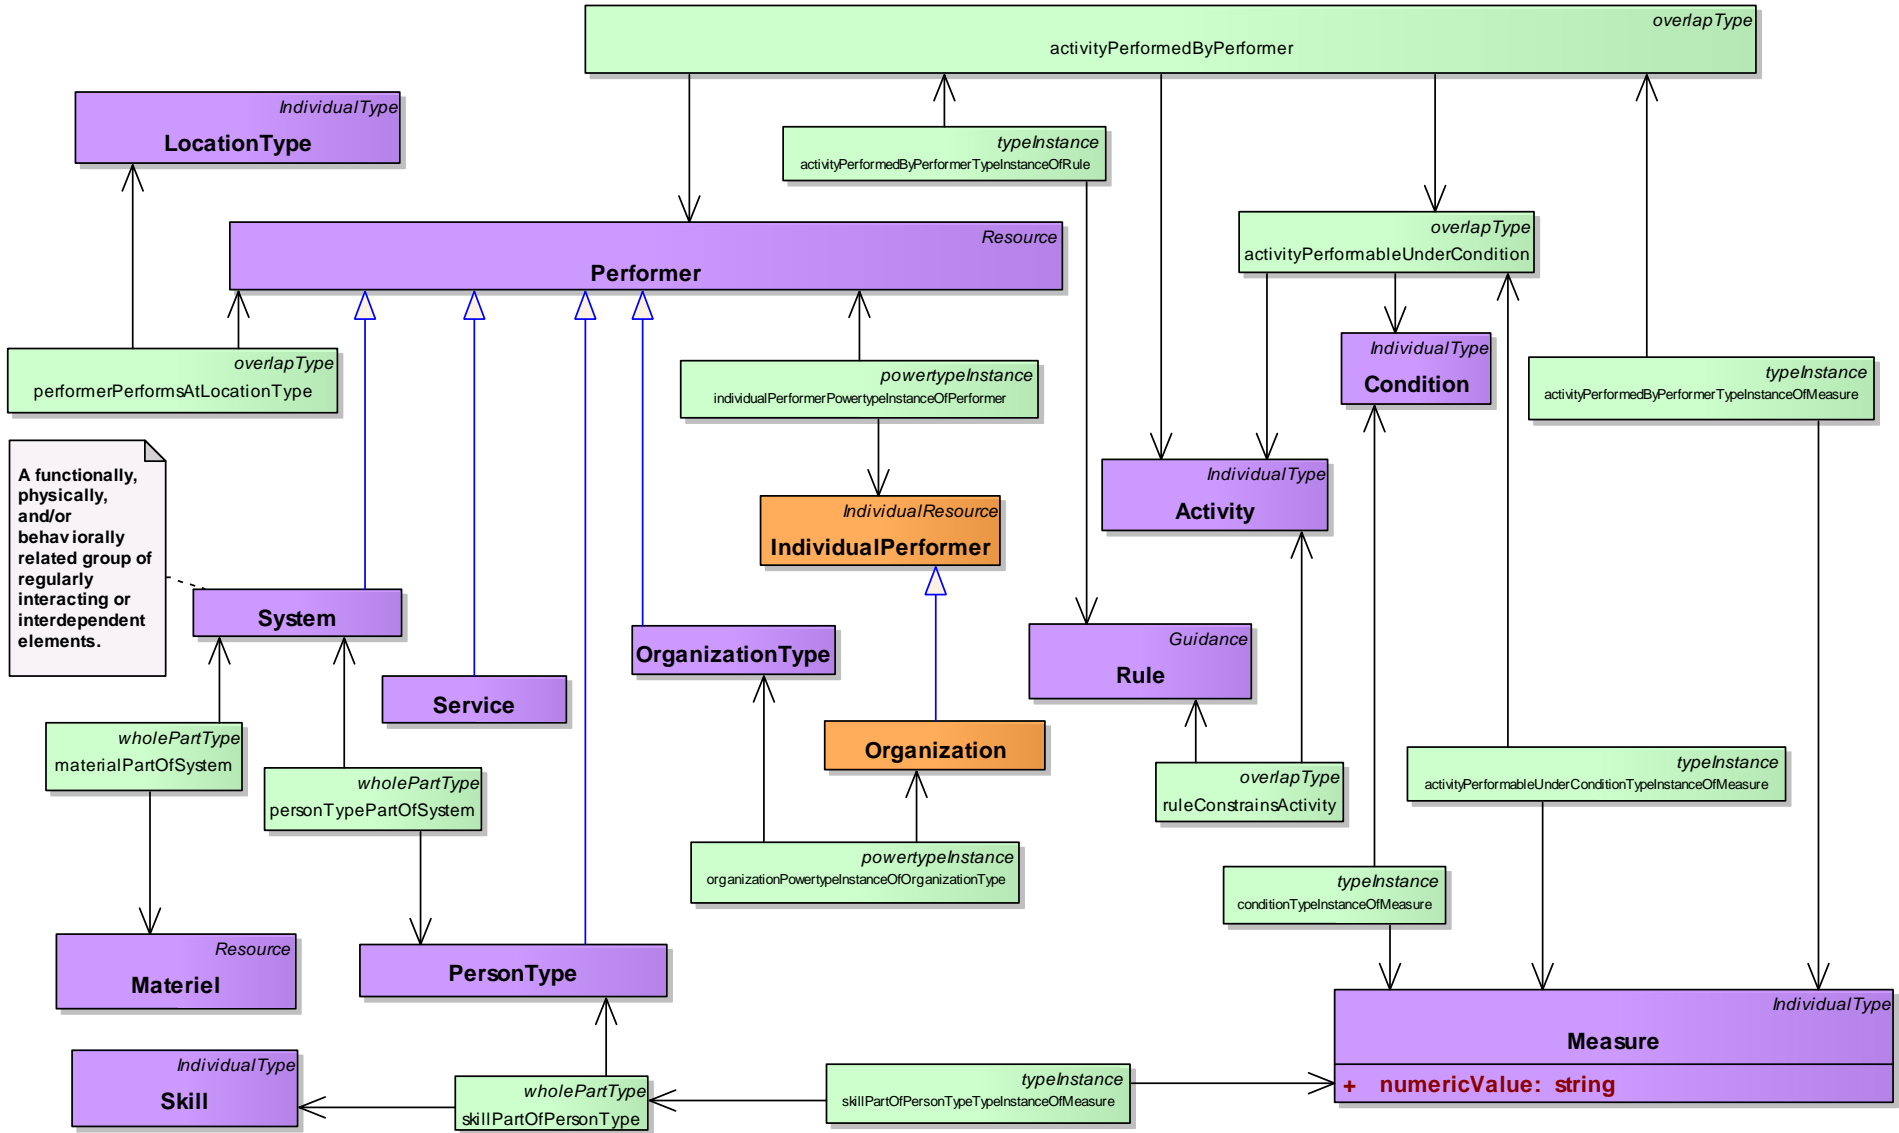 overlapType
activityPerformedByPerformer
IndividualType
LocationType
typeInstance
activityPerformedByPerformerTypeInstanceOfRule
Resource
Performer
overlapType
activityPerformableUnderCondition
overlapType
performerPerformsAtLocationType
powertypeInstance
individualPerformerPowertypeInstanceOfPerformer
IndividualType
Condition
typeInstance
activityPerformedByPerformerTypeInstanceOfMeasure
A functionally,
physically,
and/or
behaviorally
related group of
regularly
interacting or
interdependent
elements.
IndividualType
Activity
IndividualResource
IndividualPerformer
System
OrganizationType
Guidance
Rule
Service
wholePartType
materialPartOfSystem
Organization
wholePartType
personTypePartOfSystem
overlapType
ruleConstrainsActivity
typeInstance
activityPerformableUnderConditionTypeInstanceOfMeasure
powertypeInstance
organizationPowertypeInstanceOfOrganizationType
typeInstance
conditionTypeInstanceOfMeasure
Resource
Materiel
PersonType
IndividualType
Measure
+ numericValue: string
IndividualType
Skill
wholePartType
skillPartOfPersonType
typeInstance
skillPartOfPersonTypeTypeInstanceOfMeasure